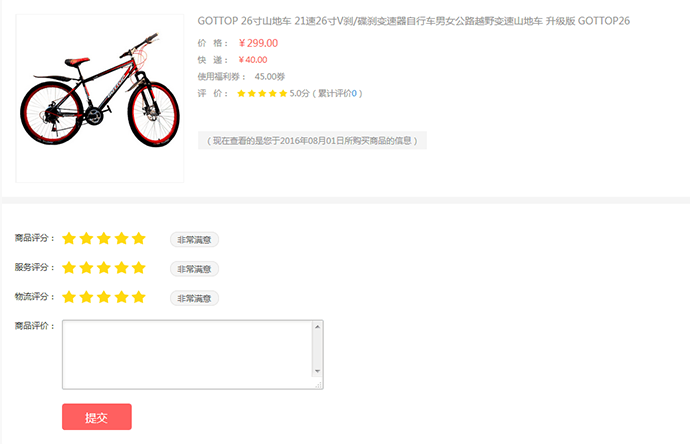 GOTTOP 26寸山地车 21速26寸V刹/碟刹变速器自行车男女公路越野变速山地车 升级版 GOTTOP26
价 格： ￥299.00
快 递： ￥40.00
使用福利券： 45.00券
评 价： 5.0分 ( 累计评价0 )
（现在查看的是您于2016年08月01日所购买商品的信息）
商品评分： 非常满意
服务评分： 非常满意
物流评分： 非常满意
商品评价：
提交